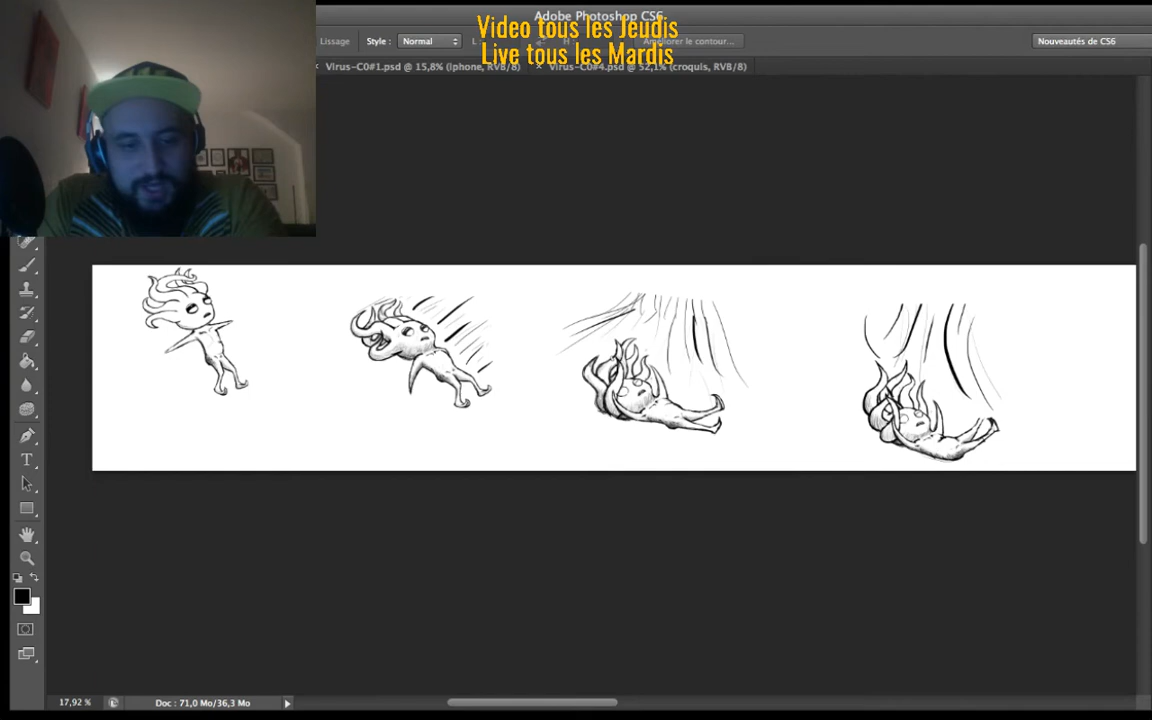 Adobe Photoshop CS6
Video tous les Jeudis
Live tous les Mardis
Lissage
Style :
Normal
Améliorer le contour...
Nouveautés de CS6
Virus-C0#1.psd @ 15,8% (iphone, RVB/8)
Virus-C0#4.psd @ 52,1% (croquis, RVB/8)
17,92 %
Doc : 71,0 Mo/36,3 Mo